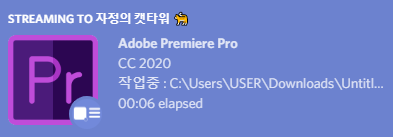 STREAMING TO 자정의 캣타워
Pr
Adobe Premiere Pro
CC 2020
작업중 : C:\Users\USER\Downloads\Untitl...
00:06 elapsed